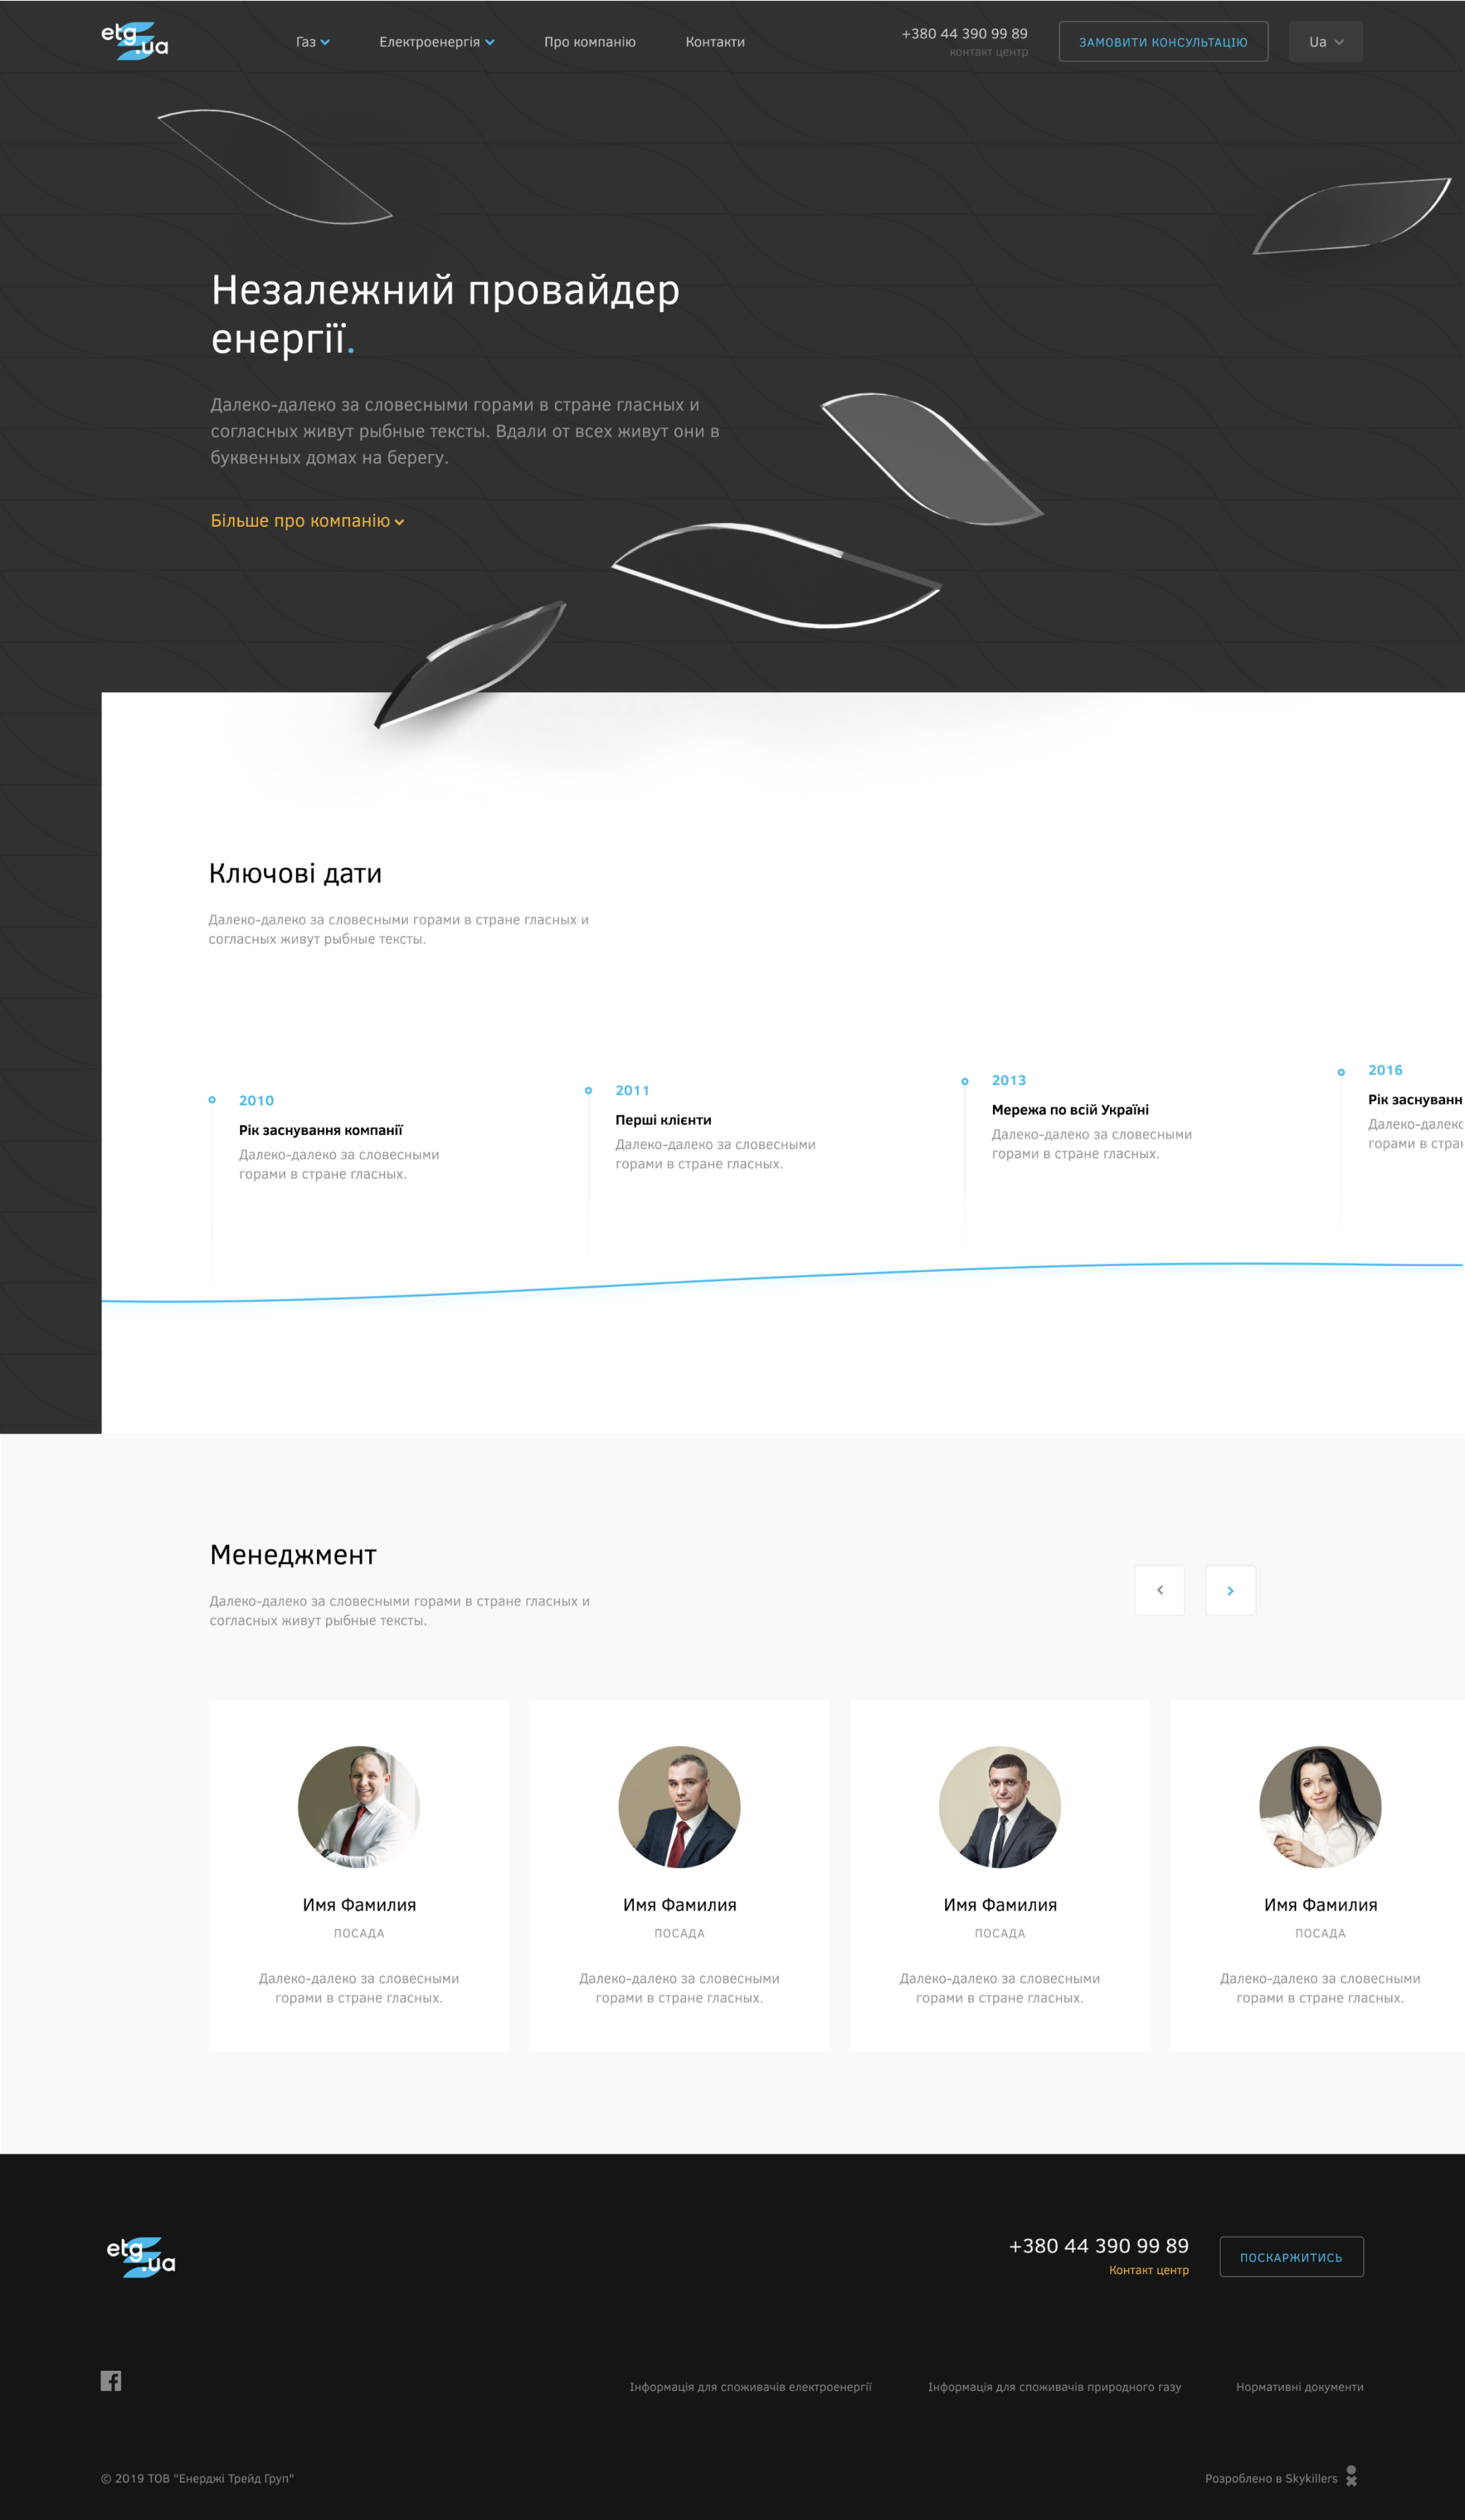 etg.ua
Газ
Електроенергія
Про компанію
Контакти
+380 44 390 99 89
контакт центр
ЗАМОВИТИ КОНСУЛЬТАЦІЮ
Ua
Незалежний провайдер
енергії.
Далеко-далеко за словесными горами в стране гласных и
согласных живут рыбные тексты. Вдали от всех живут они в
буквенных домах на берегу.
Більше про компанію
Ключові дати
Далеко-далеко за словесными горами в стране гласных и
согласных живут рыбные тексты.
2010
Рік заснування компанії
Далеко-далеко за словесными
горами в стране гласных.
2011
Перші клієнти
Далеко-далеко за словесными
горами в стране гласных.
2013
Мережа по всій Україні
Далеко-далеко за словесными
горами в стране гласных.
2016
Рік заснуванн
Далеко-далекс
горами в стран
Менеджмент
Далеко-далеко за словесными горами в стране гласных и
согласных живут рыбные тексты.
Имя Фамилия
ПОСАДА
Далеко-далеко за словесными
горами в стране гласных.
Имя Фамилия
ПОСАДА
Далеко-далеко за словесными
горами в стране гласных.
Имя Фамилия
ПОСАДА
Далеко-далеко за словесными
горами в стране гласных.
Имя Фамилия
ПОСАДА
Далеко-далеко за словесными
горами в стране гласных.
etg.ua
+380 44 390 99 89
Контакт центр
ПОСКАРЖИТИСЬ
Інформація для споживачів електроенергії
Інформація для споживачів природного газу
Нормативні документи
© 2019 ТОВ "Енерджі Трейд Груп"
Розроблено в Skykillers